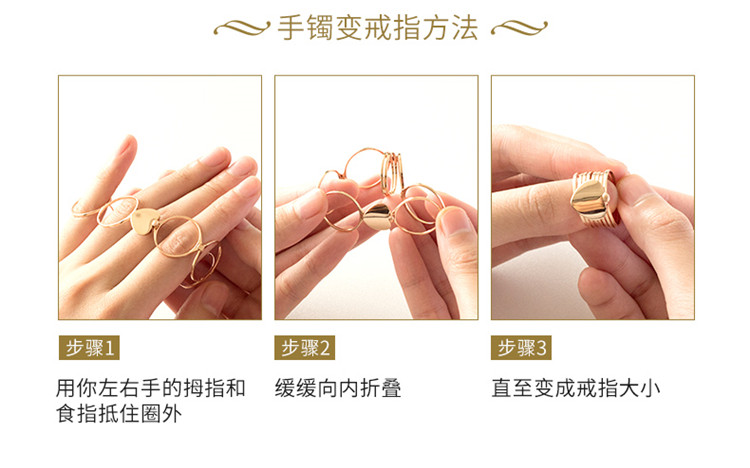 手镯变戒指方法
步骤1
用你左右手的拇指和
食指抵住圈外
步骤2
缓缓向内折叠
步骤3
直至变成戒指大小